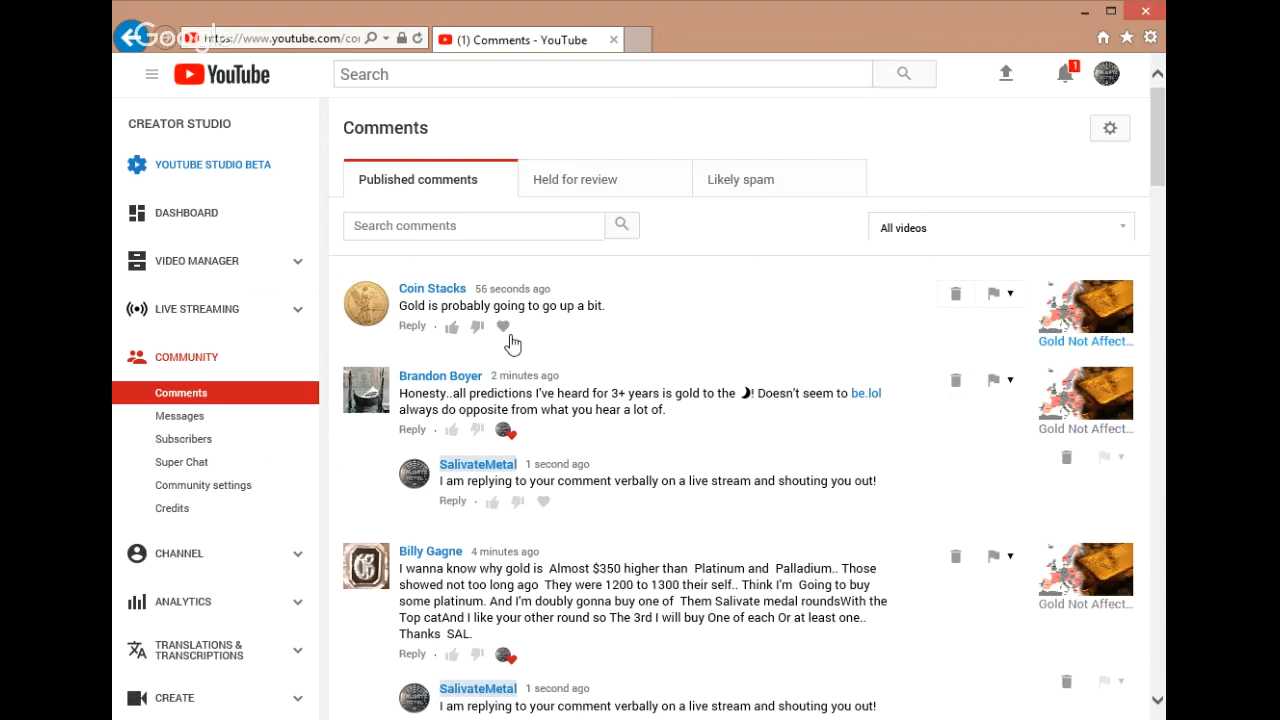 Google
https://www.youtube.com/co
(1) Comments - YouTube
YouTube
Search
1
CREATOR STUDIO
YOUTUBE STUDIO BETA
DASHBOARD
VIDEO MANAGER
LIVE STREAMING
COMMUNITY
Comments
Messages
Subscribers
Super Chat
Community settings
Credits
CHANNEL
ANALYTICS
TRANSLATIONS &
TRANSCRIPTIONS
CREATE
Comments
Published comments
Held for review
Likely spam
Search comments
All videos
Coin Stacks 56 seconds ago
Gold is probably going to go up a bit.
Reply ·
Gold Not Affect...
Brandon Boyer 2 minutes ago
Honesty..all predictions I've heard for 3+ years is gold to the 🌙! Doesn't seem to be.lol
always do opposite from what you hear a lot of.
Reply ·
Gold Not Affect...
SalivateMetal 1 second ago
I am replying to your comment verbally on a live stream and shouting you out!
Reply ·
Billy Gagne 4 minutes ago
I wanna know why gold is Almost $350 higher than Platinum and Palladium.. Those
showed not too long ago They were 1200 to 1300 their self.. Think I'm Going to buy
some platinum. And I'm doubly gonna buy one of Them Salivate medal roundsWith the
Top catAnd I like your other round so The 3rd I will buy One of each Or at least one..
Thanks SAL.
Reply ·
Gold Not Affect...
SalivateMetal 1 second ago
I am replying to your comment verbally on a live stream and shouting you out!